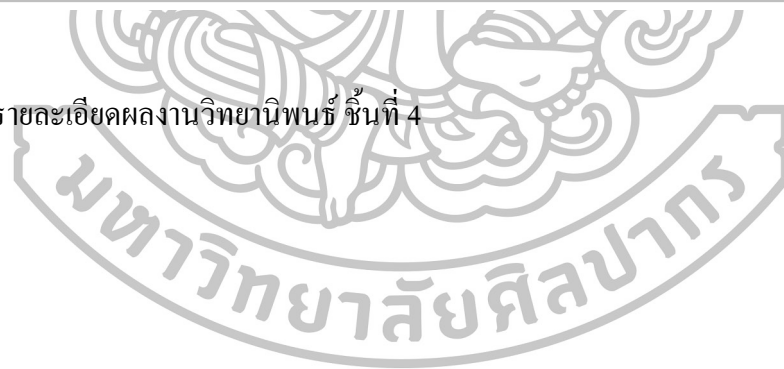 รายละเอียดผลงานวิทยานิพนธ์ ชิ้นที่ 4
มหาวิทยาลัยศิลปากร